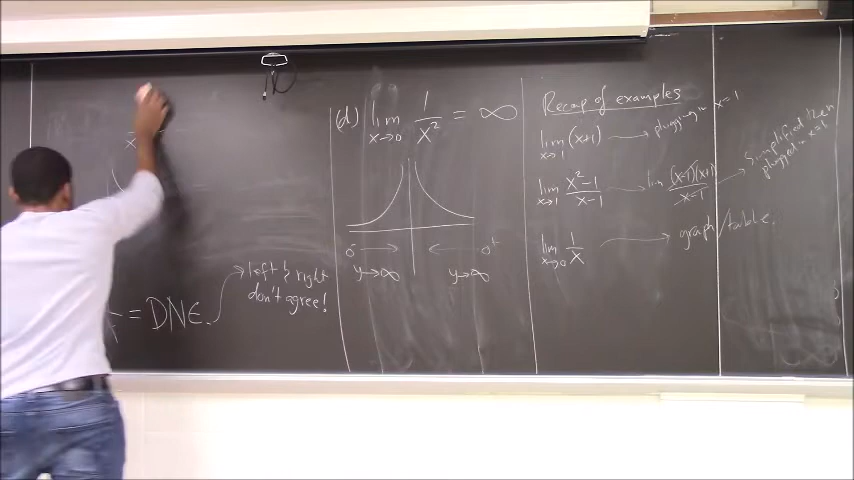 = DNE.
left & right
don't agree!
(d) lim x→0 1/x² = ∞
0⁻ → ← 0⁺
y→∞ y→∞
Recap of examples
lim x→1 (x+1) → plugging in x=1
lim x→1 x²-1/x-1 → lim (x-1)(x+1)/x-1 → Simplified then
plugged in x=1
lim x→0 1/x → graph/table.